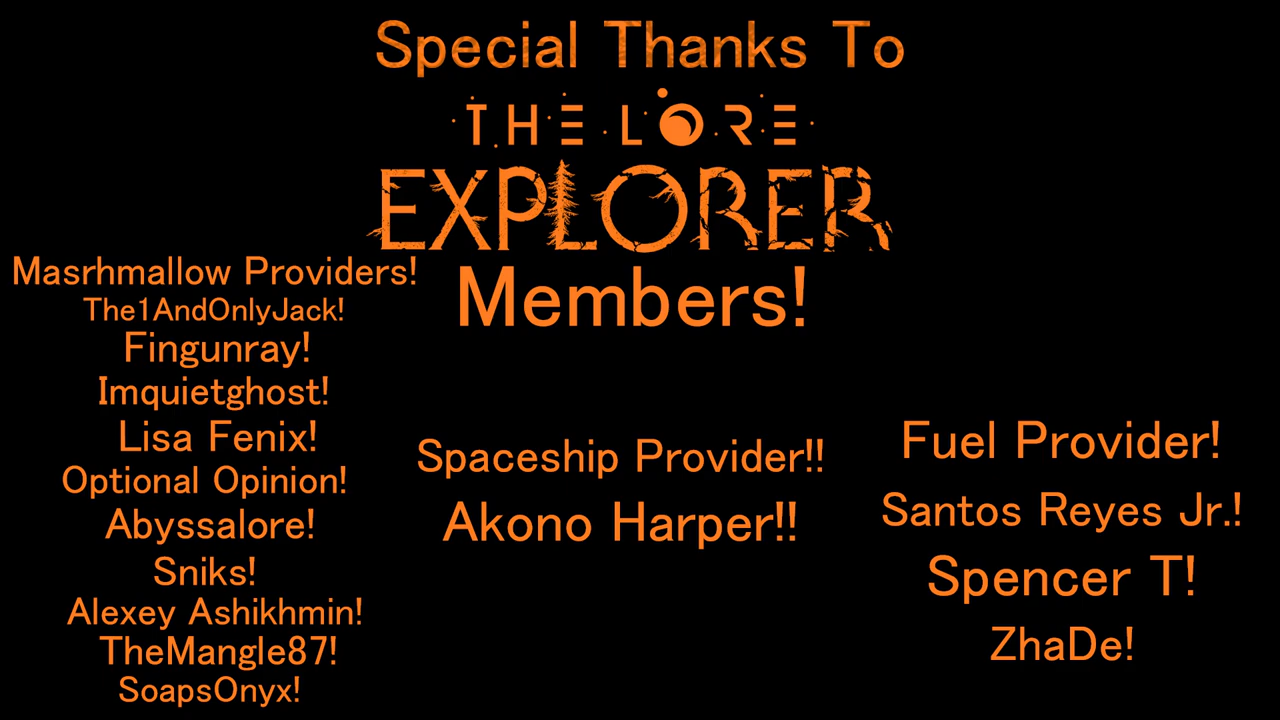 Special Thanks To
THE LORE
EXPLORER
Members!
Masrhmallow Providers!
The1AndOnlyJack!
Fingunray!
Imquietghost!
Lisa Fenix!
Optional Opinion!
Abyssalore!
Sniks!
Alexey Ashikhmin!
TheMangle87!
SoapsOnyx!
Spaceship Provider!!
Akono Harper!!
Fuel Provider!
Santos Reyes Jr.!
Spencer T!
ZhaDe!